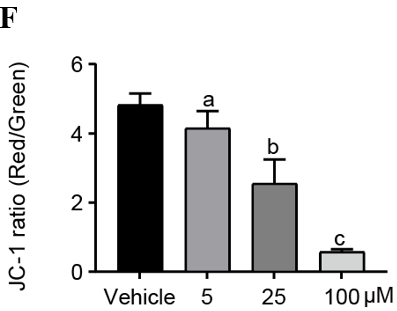 F
JC-1 ratio (Red/Green)
6
4
2
0
a
b
c
Vehicle 5 25 100 μM